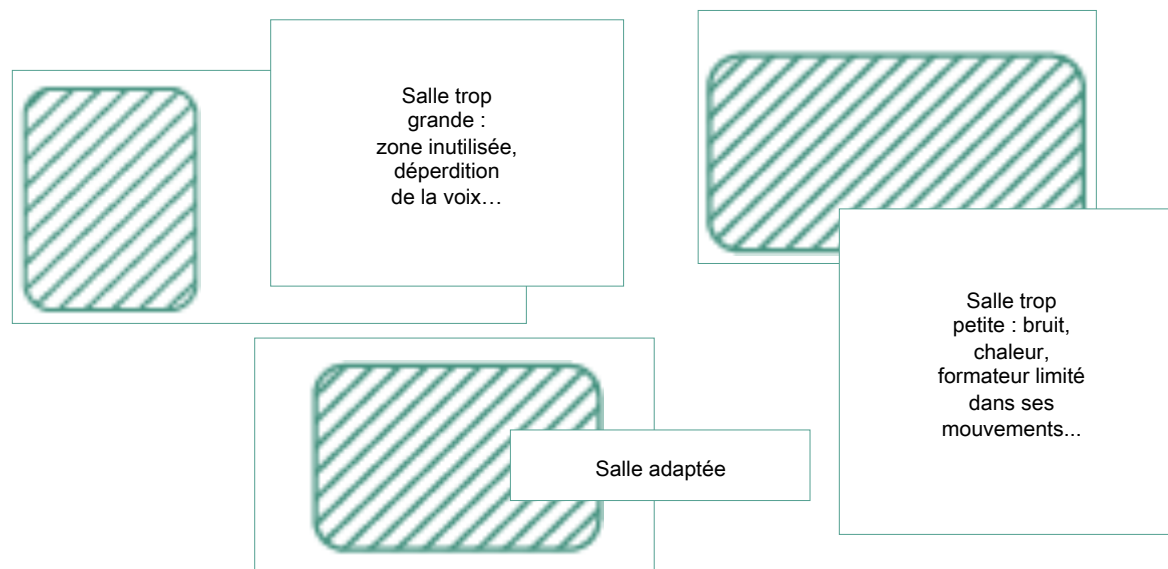 Salle trop
grande :
zone inutilisée,
déperdition
de la voix…
Salle trop
petite : bruit,
chaleur,
formateur limité
dans ses
mouvements...
Salle adaptée